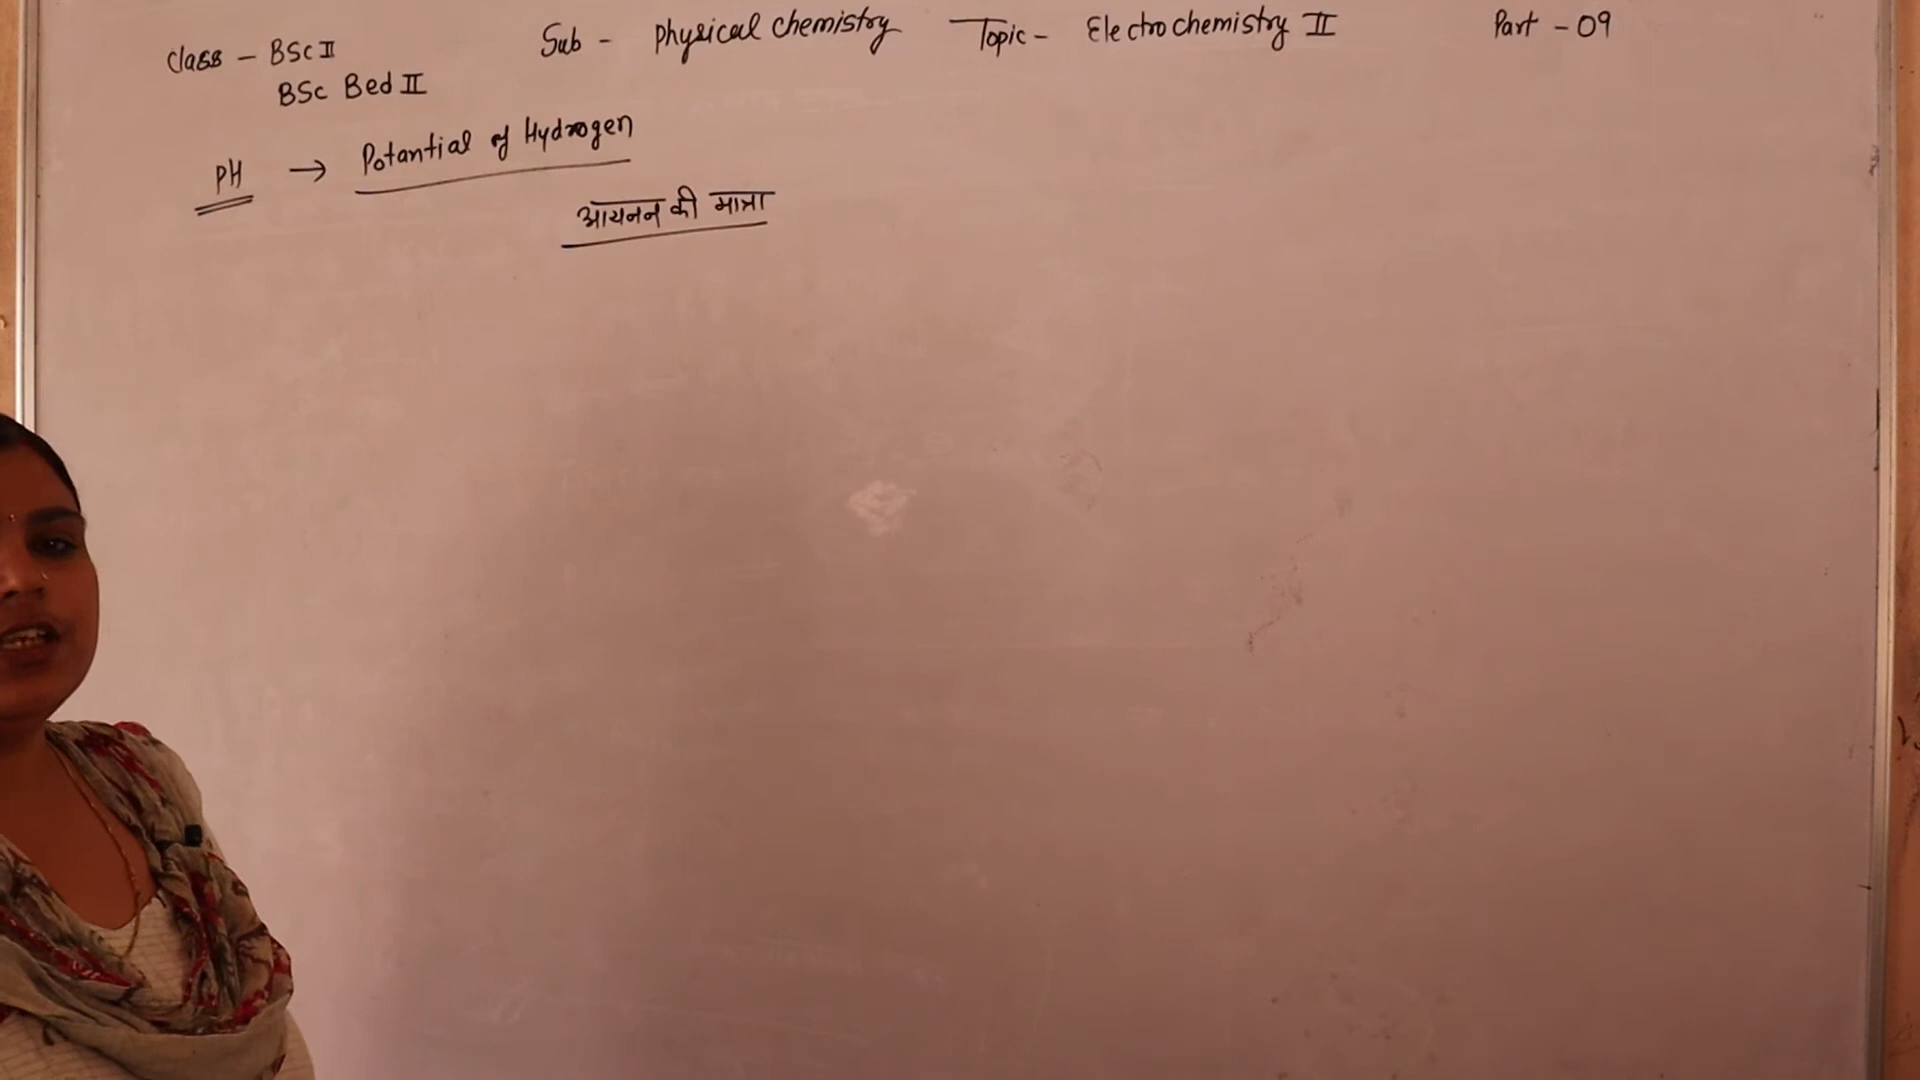 Class - BSc II Sub - Physical chemistry Topic - Electrochemistry II Part - 09
BSc Bed II
PH → Potantial of Hydrogen
आयनन की मात्रा